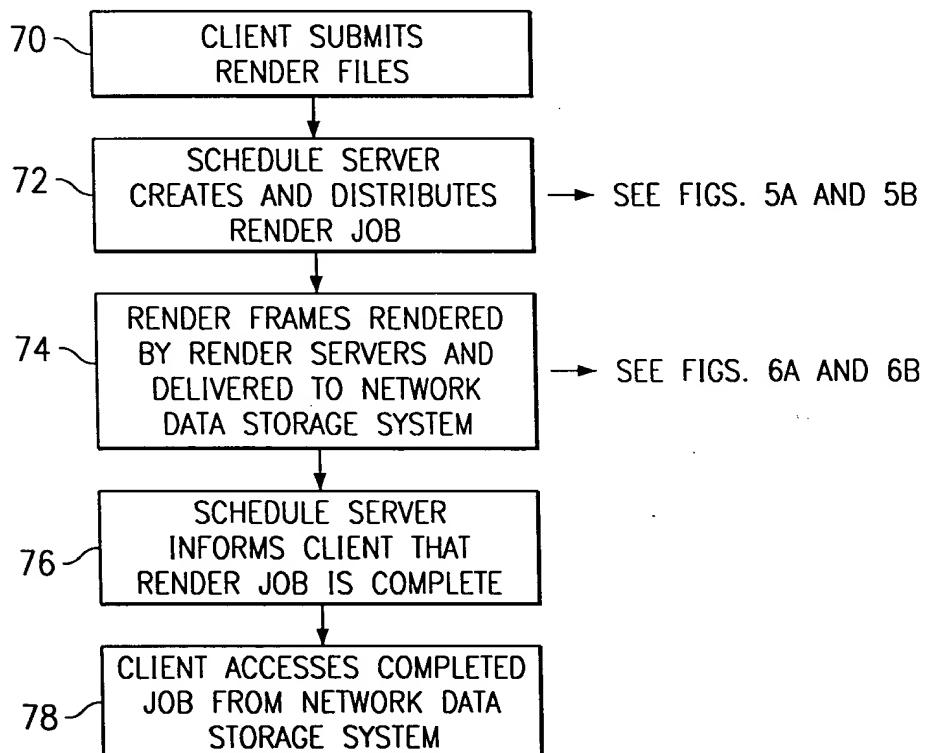 70
CLIENT SUBMITS
RENDER FILES
72
SCHEDULE SERVER
CREATES AND DISTRIBUTES
RENDER JOB
SEE FIGS. 5A AND 5B
74
RENDER FRAMES RENDERED
BY RENDER SERVERS AND
DELIVERED TO NETWORK
DATA STORAGE SYSTEM
SEE FIGS. 6A AND 6B
76
SCHEDULE SERVER
INFORMS CLIENT THAT
RENDER JOB IS COMPLETE
78
CLIENT ACCESSES COMPLETED
JOB FROM NETWORK DATA
STORAGE SYSTEM